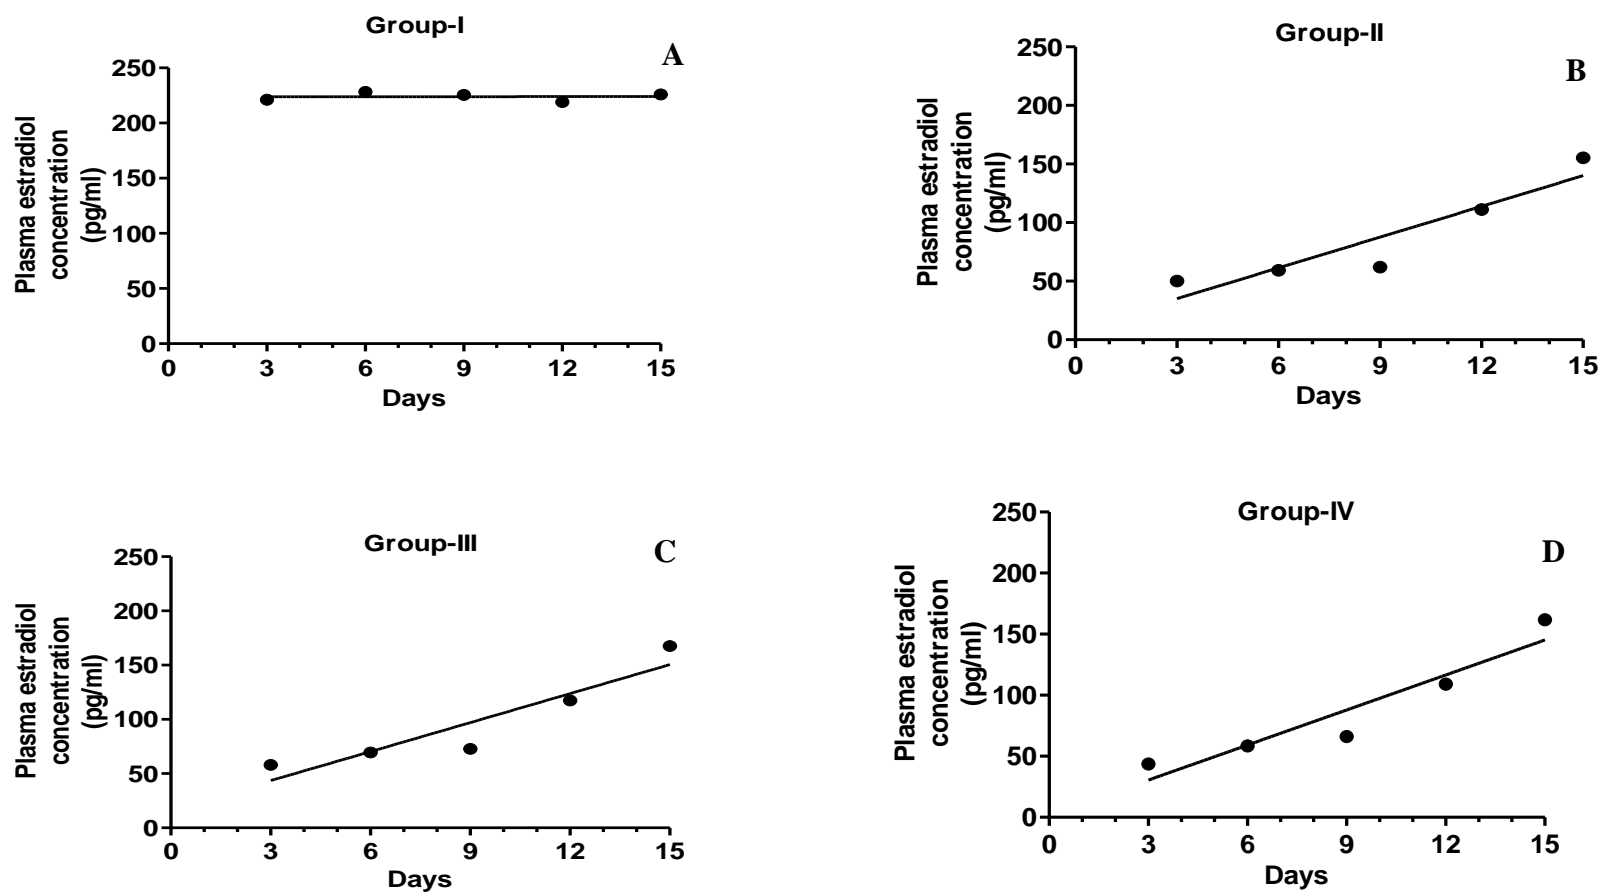 Group-I
A
Plasma estradiol
concentration
(pg/ml)
250
200
150
100
50
0
0 3 6 9 12 15
Days
Group-II
B
Plasma estradiol
concentration
(pg/ml)
250
200
150
100
50
0
0 3 6 9 12 15
Days
Group-III
C
Plasma estradiol
concentration
(pg/ml)
250
200
150
100
50
0
0 3 6 9 12 15
Days
Group-IV
D
Plasma estradiol
concentration
(pg/ml)
250
200
150
100
50
0
0 3 6 9 12 15
Days